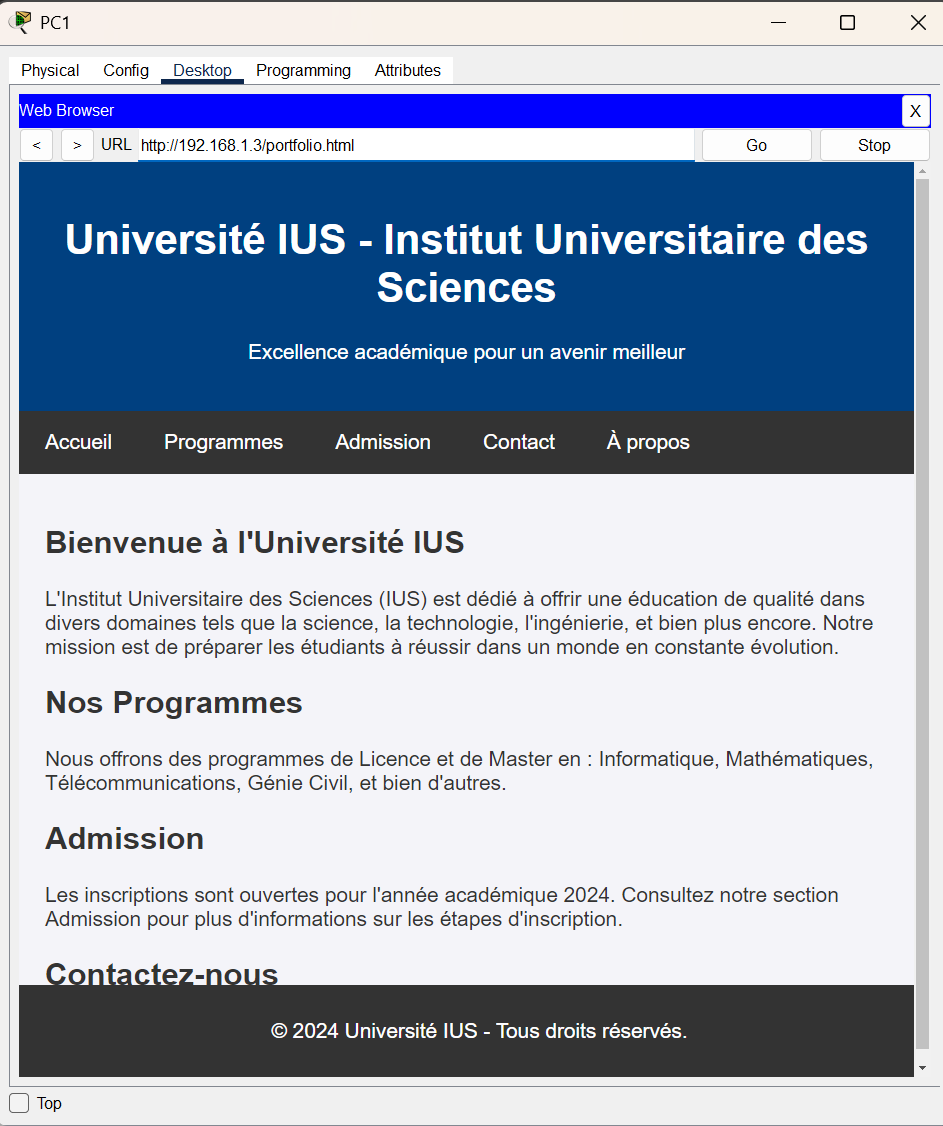 PC1
Physical Config Desktop Programming Attributes
Web Browser X
< > URL http://192.168.1.3/portfolio.html Go Stop
Université IUS - Institut Universitaire des
Sciences
Excellence académique pour un avenir meilleur
Accueil Programmes Admission Contact À propos
Bienvenue à l'Université IUS
L'Institut Universitaire des Sciences (IUS) est dédié à offrir une éducation de qualité dans
divers domaines tels que la science, la technologie, l'ingénierie, et bien plus encore. Notre
mission est de préparer les étudiants à réussir dans un monde en constante évolution.
Nos Programmes
Nous offrons des programmes de Licence et de Master en : Informatique, Mathématiques,
Télécommunications, Génie Civil, et bien d'autres.
Admission
Les inscriptions sont ouvertes pour l'année académique 2024. Consultez notre section
Admission pour plus d'informations sur les étapes d'inscription.
Contactez-nous
© 2024 Université IUS - Tous droits réservés.
Top